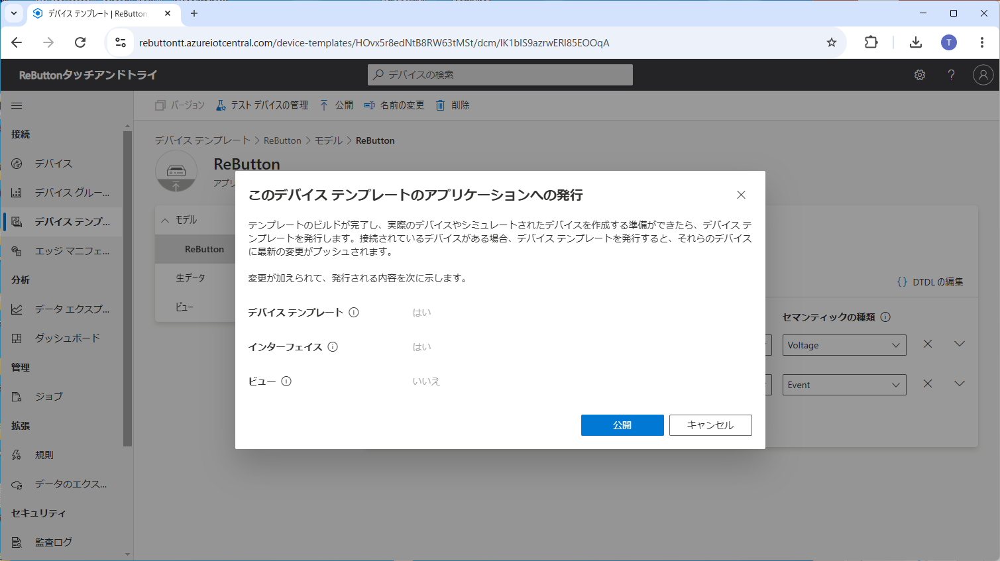 デバイス テンプレート | ReButton
rebuttontt.azureiotcentral.com/device-templates/HOvx5r8edNtB8RW63tMSt/dcm/lK1bIS9azrwERl85EOOqA
T
ReButtonタッチアンドトライ
デバイスの検索
バージョン
テスト デバイスの管理
公開
名前の変更
削除
接続
デバイス
デバイス グルー...
デバイス テンプ...
エッジ マニフェ...
分析
データ エクスプ...
ダッシュボード
管理
ジョブ
拡張
規則
データのエクス...
セキュリティ
監査ログ
デバイス テンプレート > ReButton > モデル > ReButton
ReButton
アプリ
モデル
ReButton
生データ
ビュー
{} DTDL の編集
セマンティックの種類
Voltage
Event
このデバイス テンプレートのアプリケーションへの発行
テンプレートのビルドが完了し、実際のデバイスやシミュレートされたデバイスを作成する準備ができたら、デバイス テ
ンプレートを発行します。接続されているデバイスがある場合、デバイス テンプレートを発行すると、それらのデバイス
に最新の変更がプッシュされます。
変更が加えられて、発行される内容を次に示します。
デバイス テンプレート はい
インターフェイス はい
ビュー いいえ
公開
キャンセル